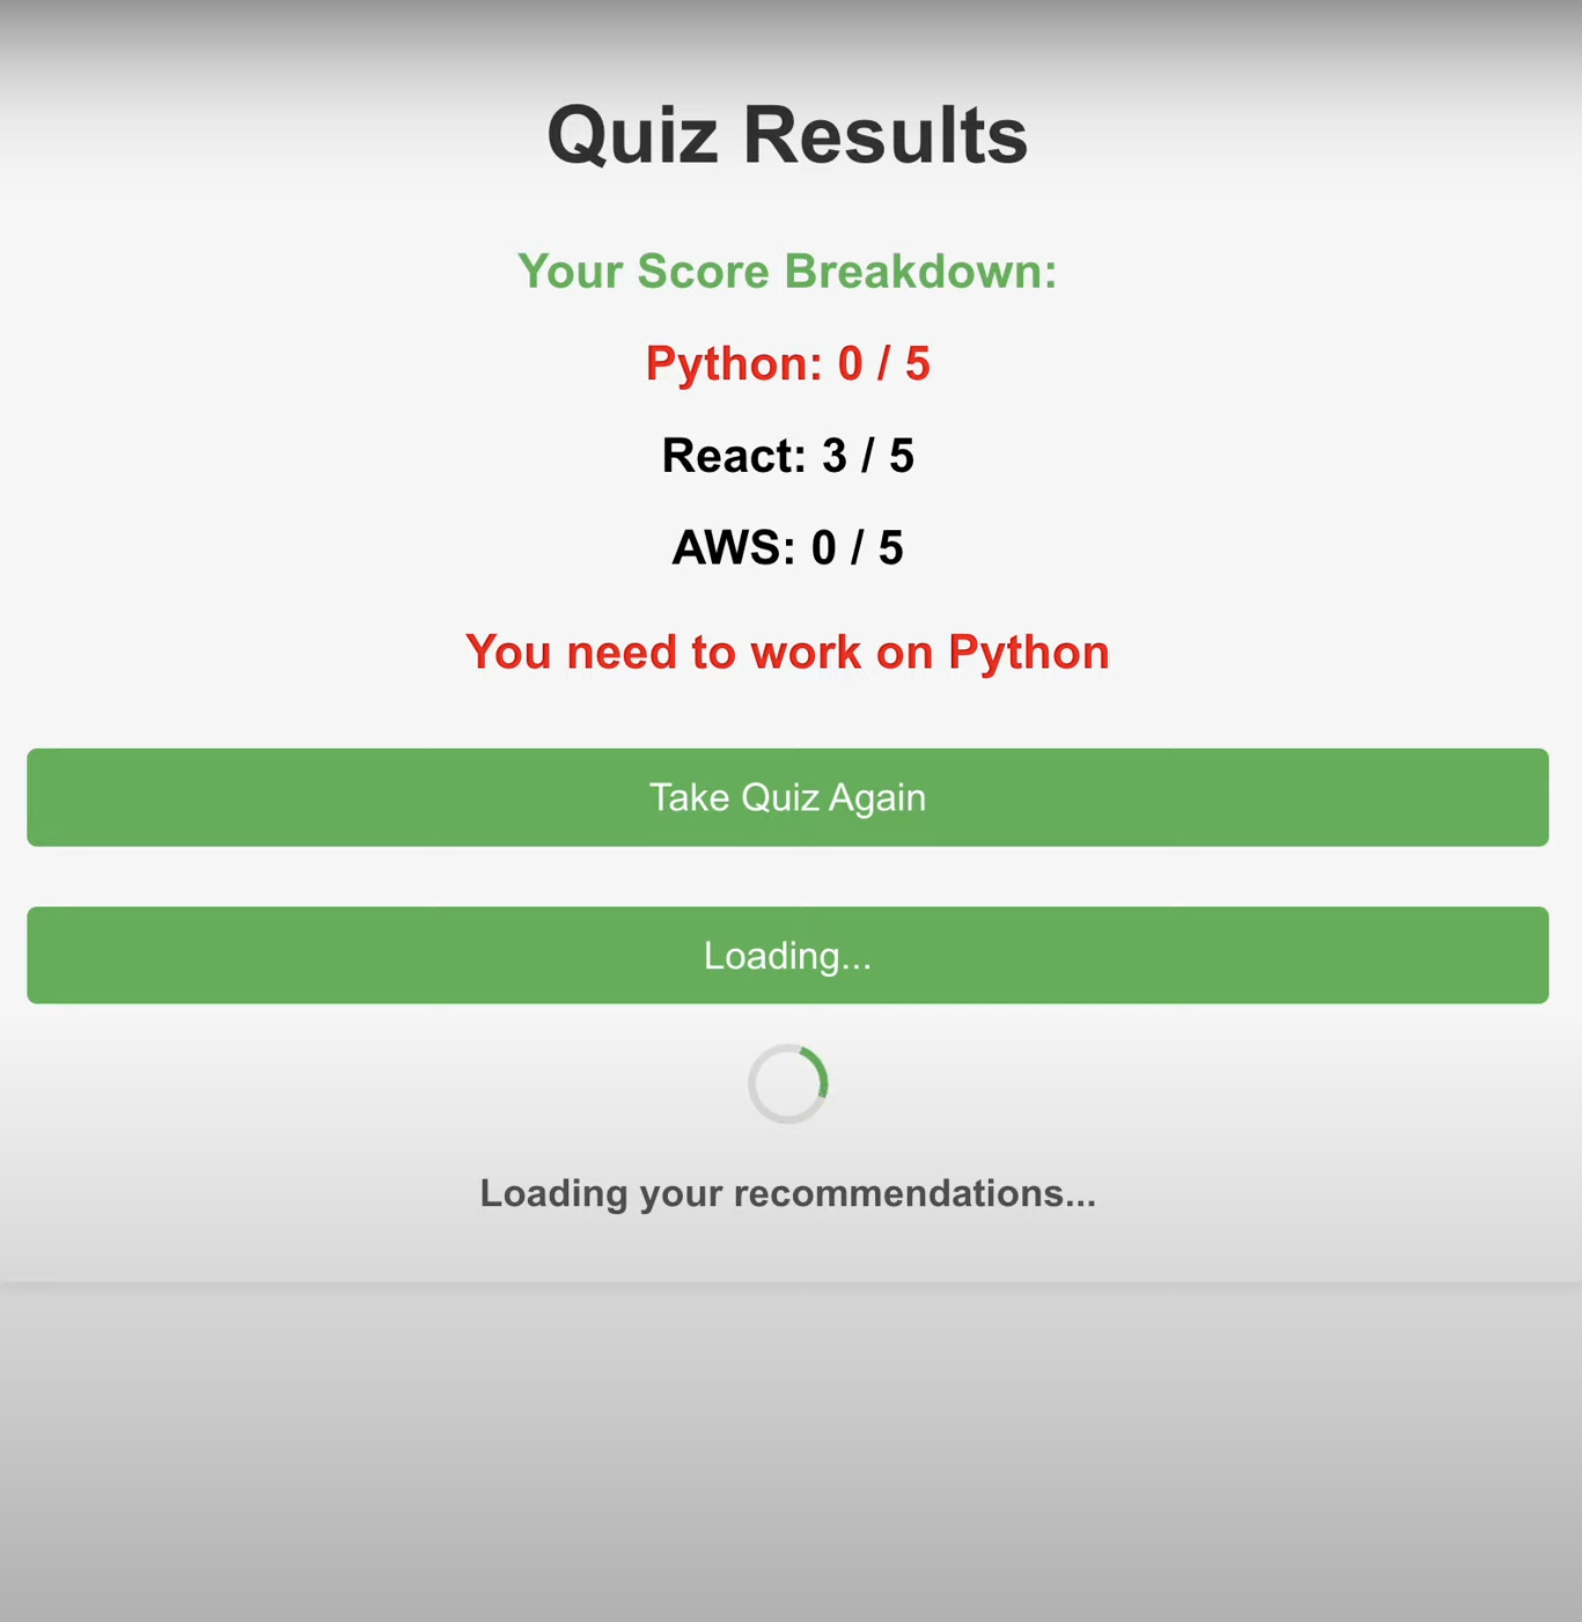 Quiz Results
Your Score Breakdown:
Python: 0 / 5
React: 3 / 5
AWS: 0 / 5
You need to work on Python
Take Quiz Again
Loading...
Loading your recommendations...